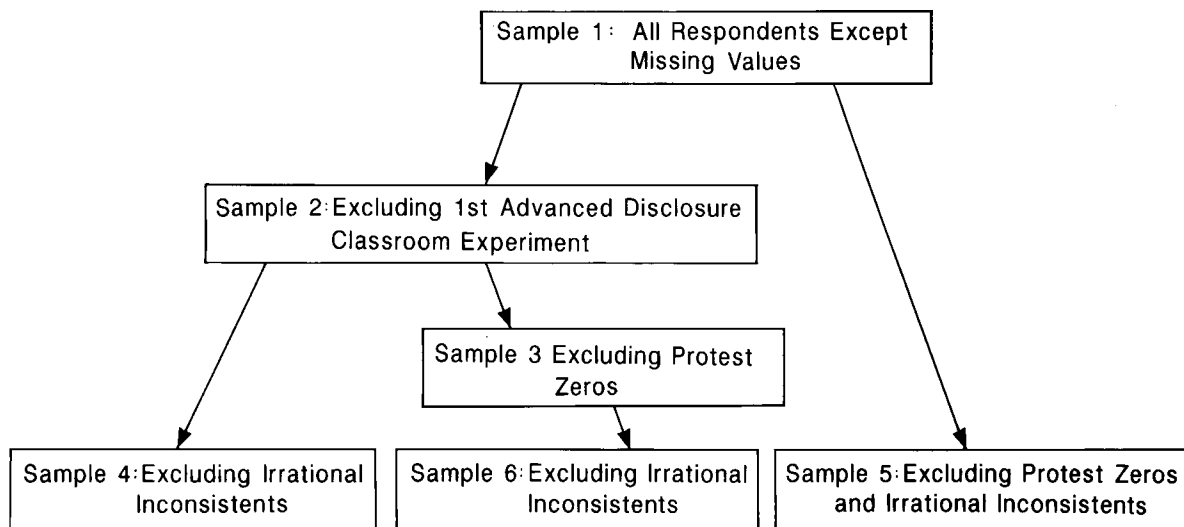 Sample 1: All Respondents Except
Missing Values
Sample 2:Excluding 1st Advanced Disclosure
Classroom Experiment
Sample 3 Excluding Protest
Zeros
Sample 4:Excluding Irrational
Inconsistents
Sample 6:Excluding Irrational
Inconsistents
Sample 5:Excluding Protest Zeros
and Irrational Inconsistents